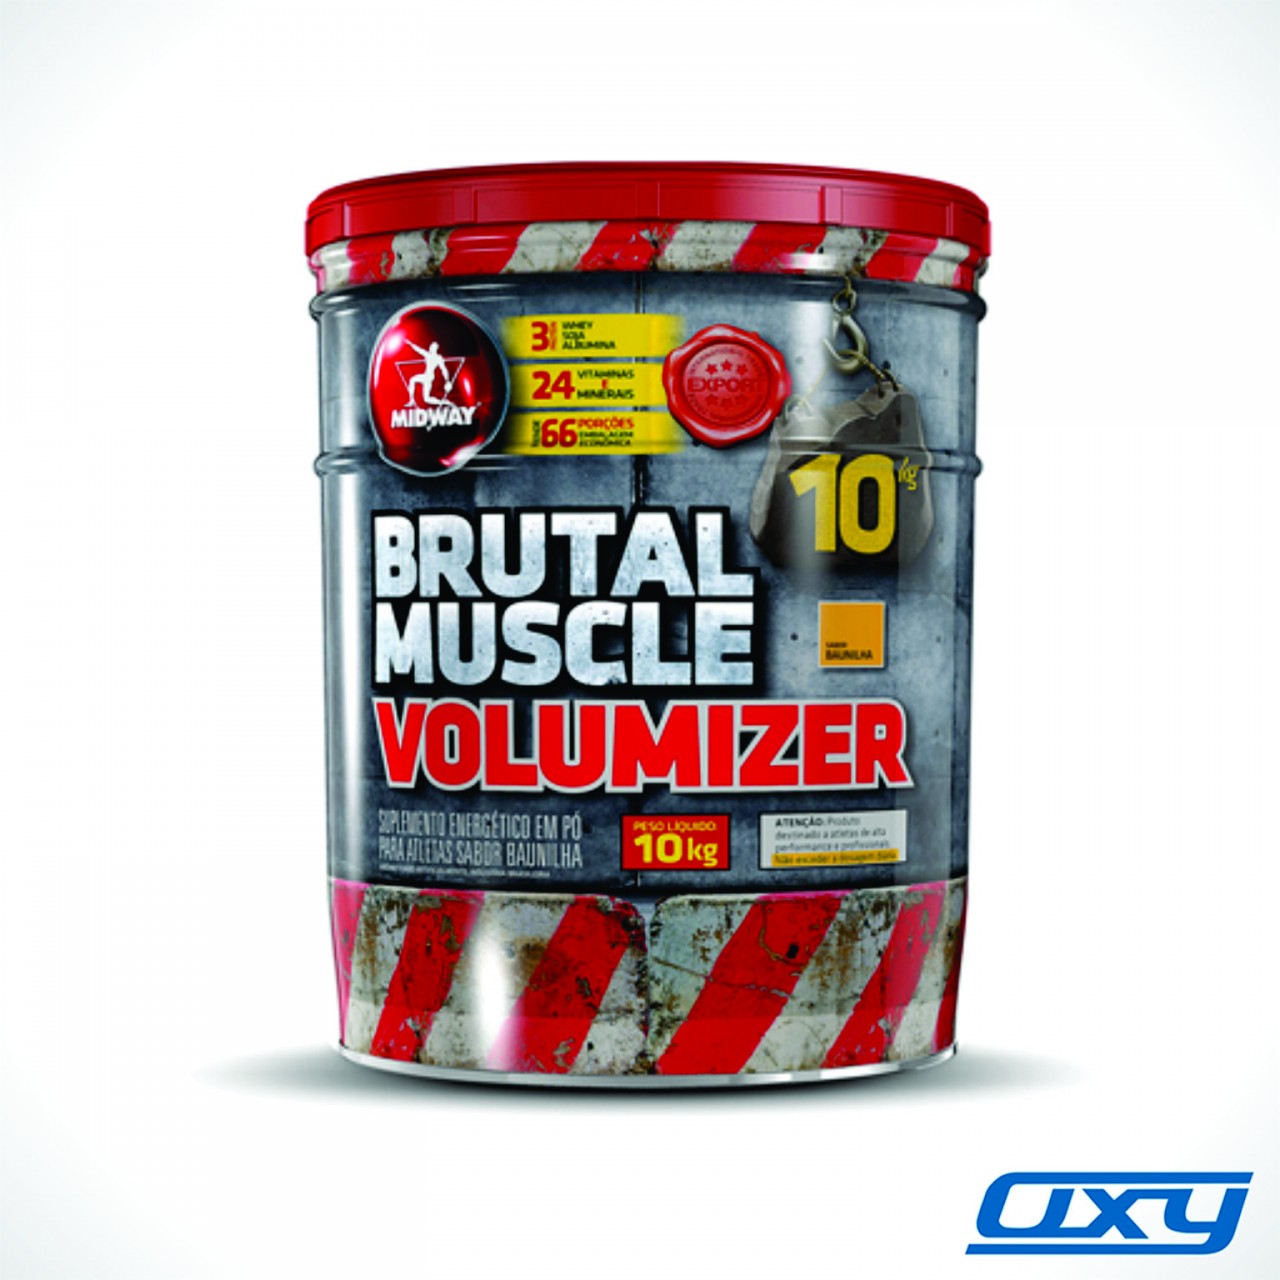 3 WHEY
SOJA
ALBUMINA
24 VITAMINAS E
MINERAIS
66 PORÇÕES
EMBALAGEM
ECONÔMICA
EXPORT
MIDWAY
10 kg
BRUTAL
MUSCLE
VOLUMIZER
SABOR
BAUNILHA
SUPLEMENTO ENERGÉTICO EM PÓ
PARA ATLETAS SABOR BAUNILHA
PESO LÍQUIDO:
10kg
ATENÇÃO: Produto
destinado a atletas de alta
performance e profissionais.
Não exceder a dosagem diária
oxy